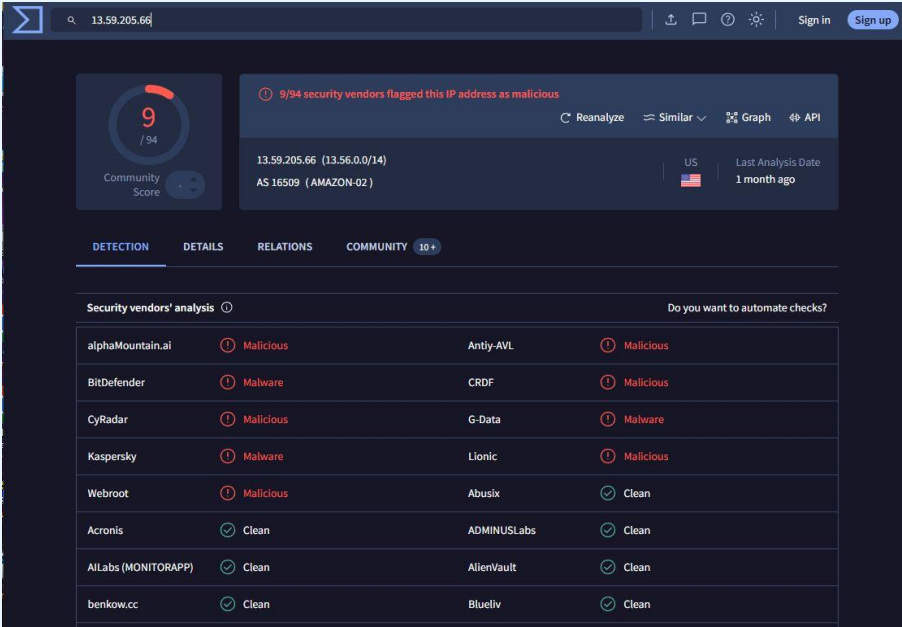 13.59.205.66
Sign in
Sign up
9
/ 94
Community
Score
9/94 security vendors flagged this IP address as malicious
Reanalyze
Similar
Graph
API
13.59.205.66 (13.56.0.0/14)
AS 16509 ( AMAZON-02 )
US
Last Analysis Date
1 month ago
DETECTION
DETAILS
RELATIONS
COMMUNITY 10+
Security vendors' analysis
Do you want to automate checks?
alphaMountain.ai Malicious Antiy-AVL Malicious
BitDefender Malware CRDF Malicious
CyRadar Malicious G-Data Malware
Kaspersky Malware Lionic Malicious
Webroot Malicious Abusix Clean
Acronis Clean ADMINUSLabs Clean
AILabs (MONITORAPP) Clean AlienVault Clean
benkow.cc Clean Blueliv Clean